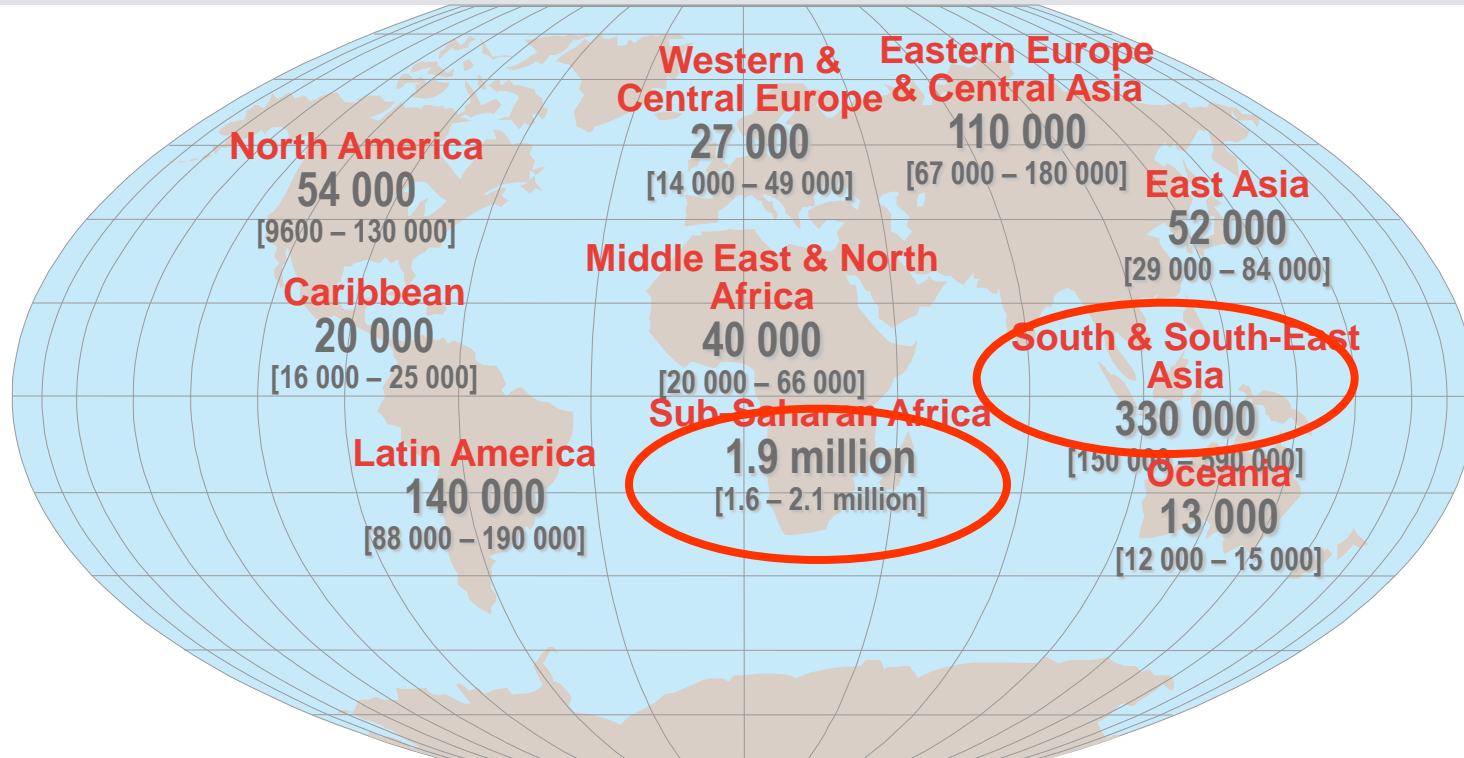 Western &
Central Europe
27 000
[14 000 – 49 000]
Eastern Europe
& Central Asia
110 000
[67 000 – 180 000]
North America
54 000
[9600 – 130 000]
East Asia
52 000
[29 000 – 84 000]
Middle East & North
Africa
40 000
[20 000 – 66 000]
Caribbean
20 000
[16 000 – 25 000]
South & South-East
Asia
330 000
[150 000 – 590 000]
Sub-Saharan Africa
1.9 million
[1.6 – 2.1 million]
Latin America
140 000
[88 000 – 190 000]
Oceania
13 000
[12 000 – 15 000]